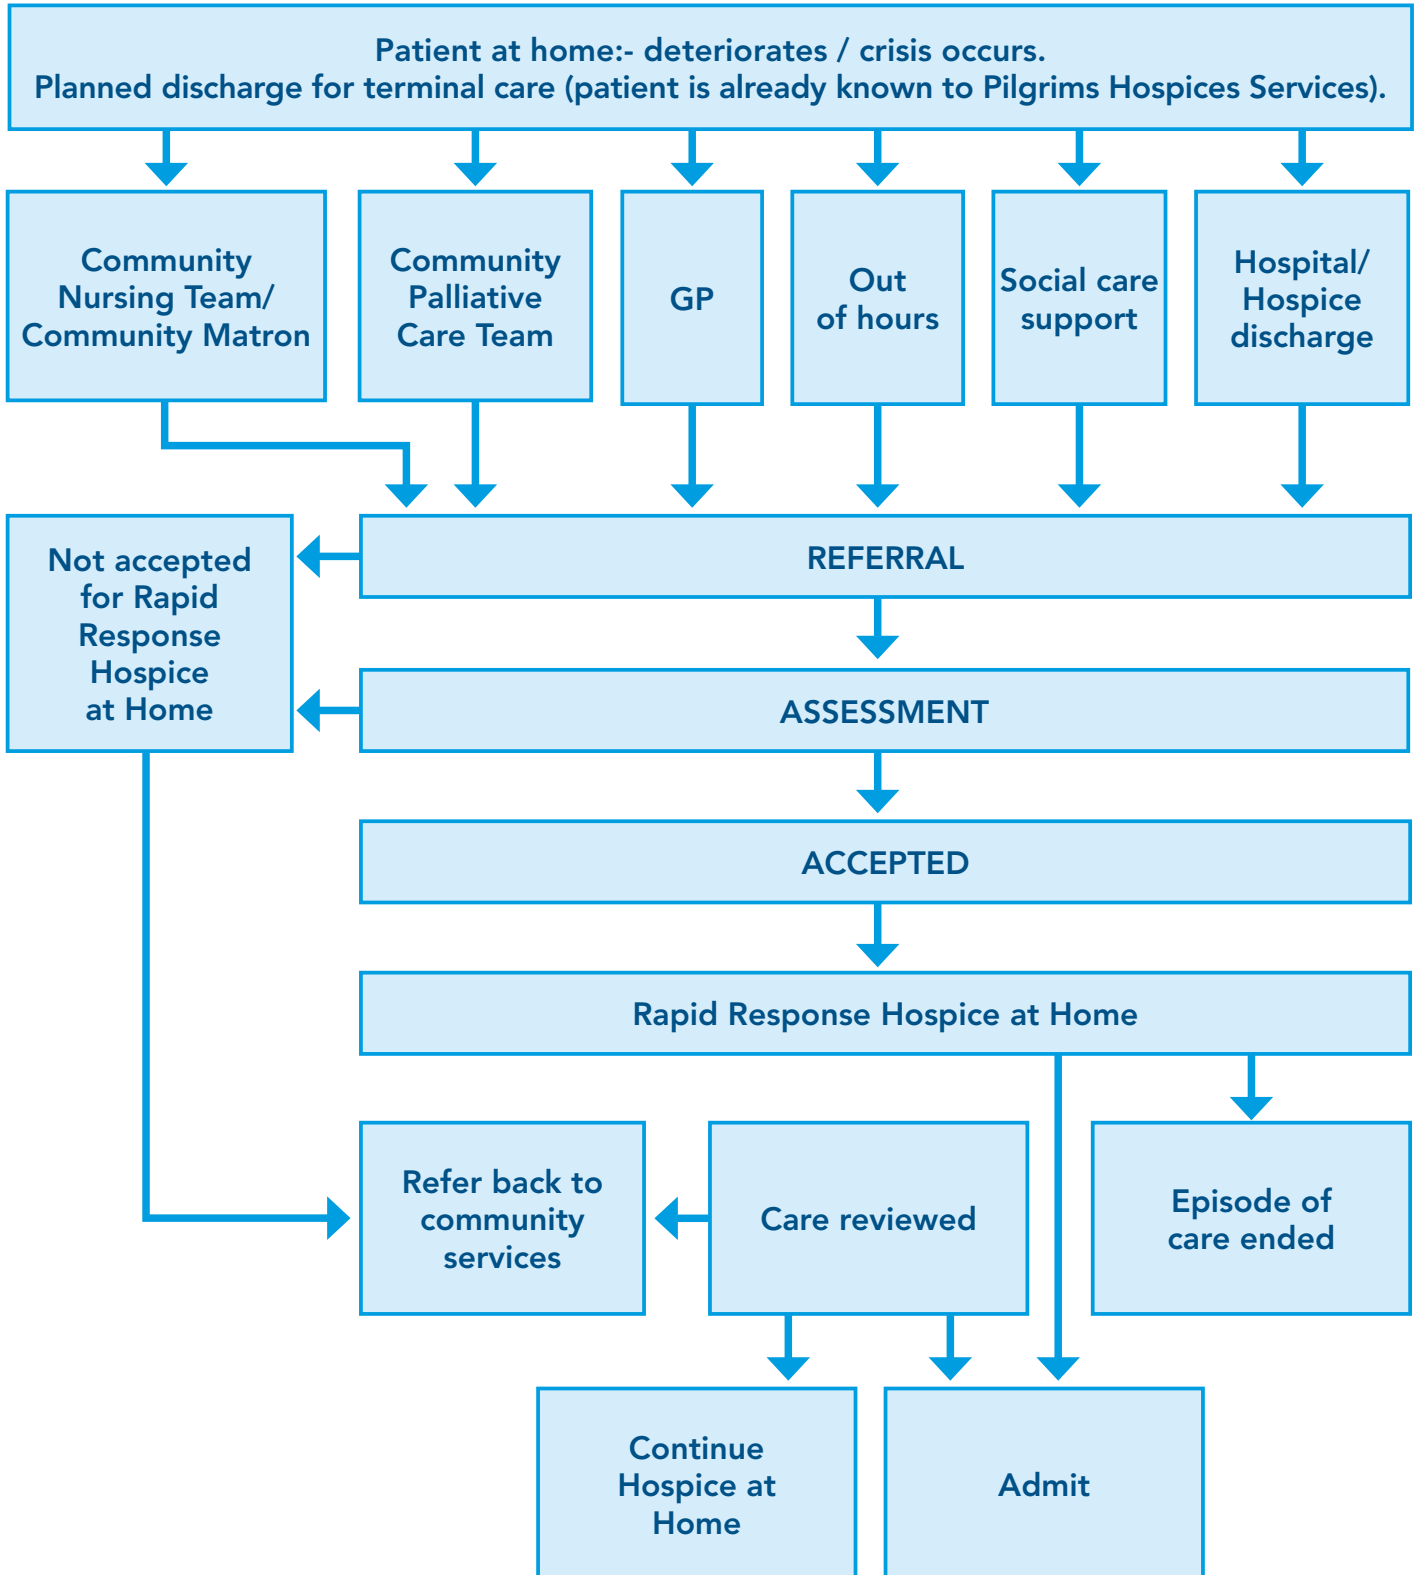 Patient at home:- deteriorates / crisis occurs.
Planned discharge for terminal care (patient is already known to Pilgrims Hospices Services).
Community
Nursing Team/
Community Matron
Community
Palliative
Care Team
GP
Out
of hours
Social care
support
Hospital/
Hospice
discharge
Not accepted
for Rapid
Response
Hospice
at Home
REFERRAL
ASSESSMENT
ACCEPTED
Rapid Response Hospice at Home
Refer back to
community
services
Care reviewed
Episode of
care ended
Continue
Hospice at
Home
Admit